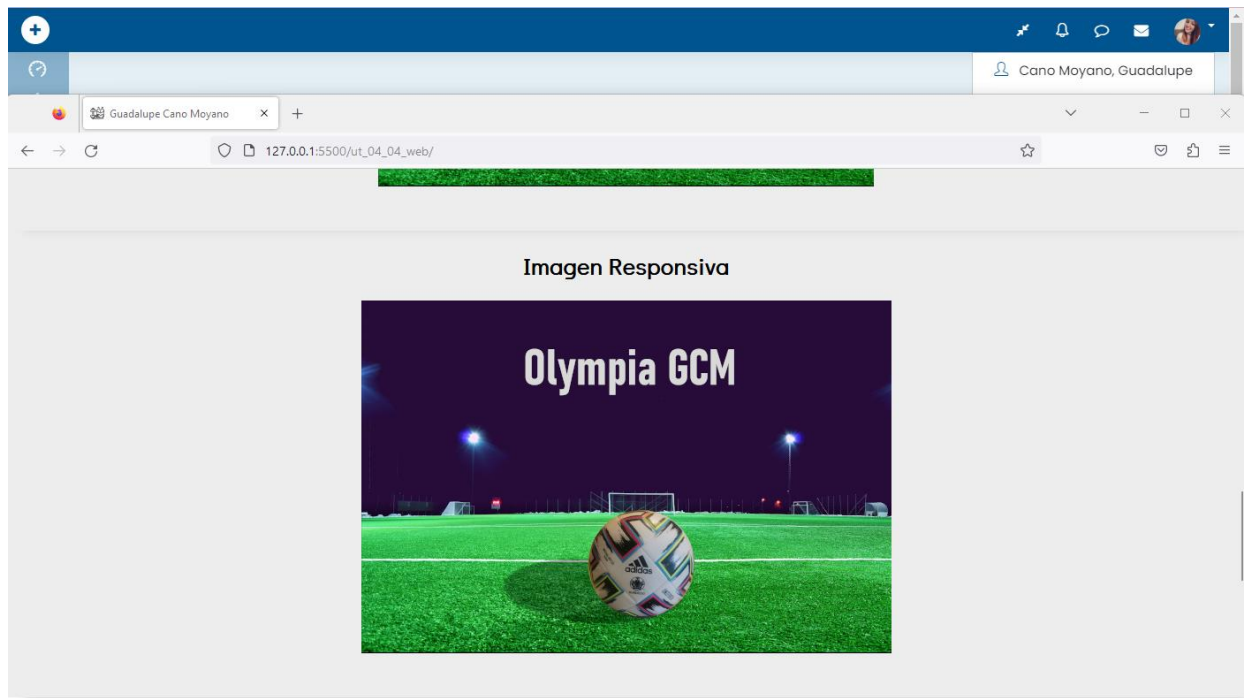 Cano Moyano, Guadalupe
Guadalupe Cano Moyano
127.0.0.1:5500/ut_04_04_web/
Imagen Responsiva
Olympia GCM
adidas